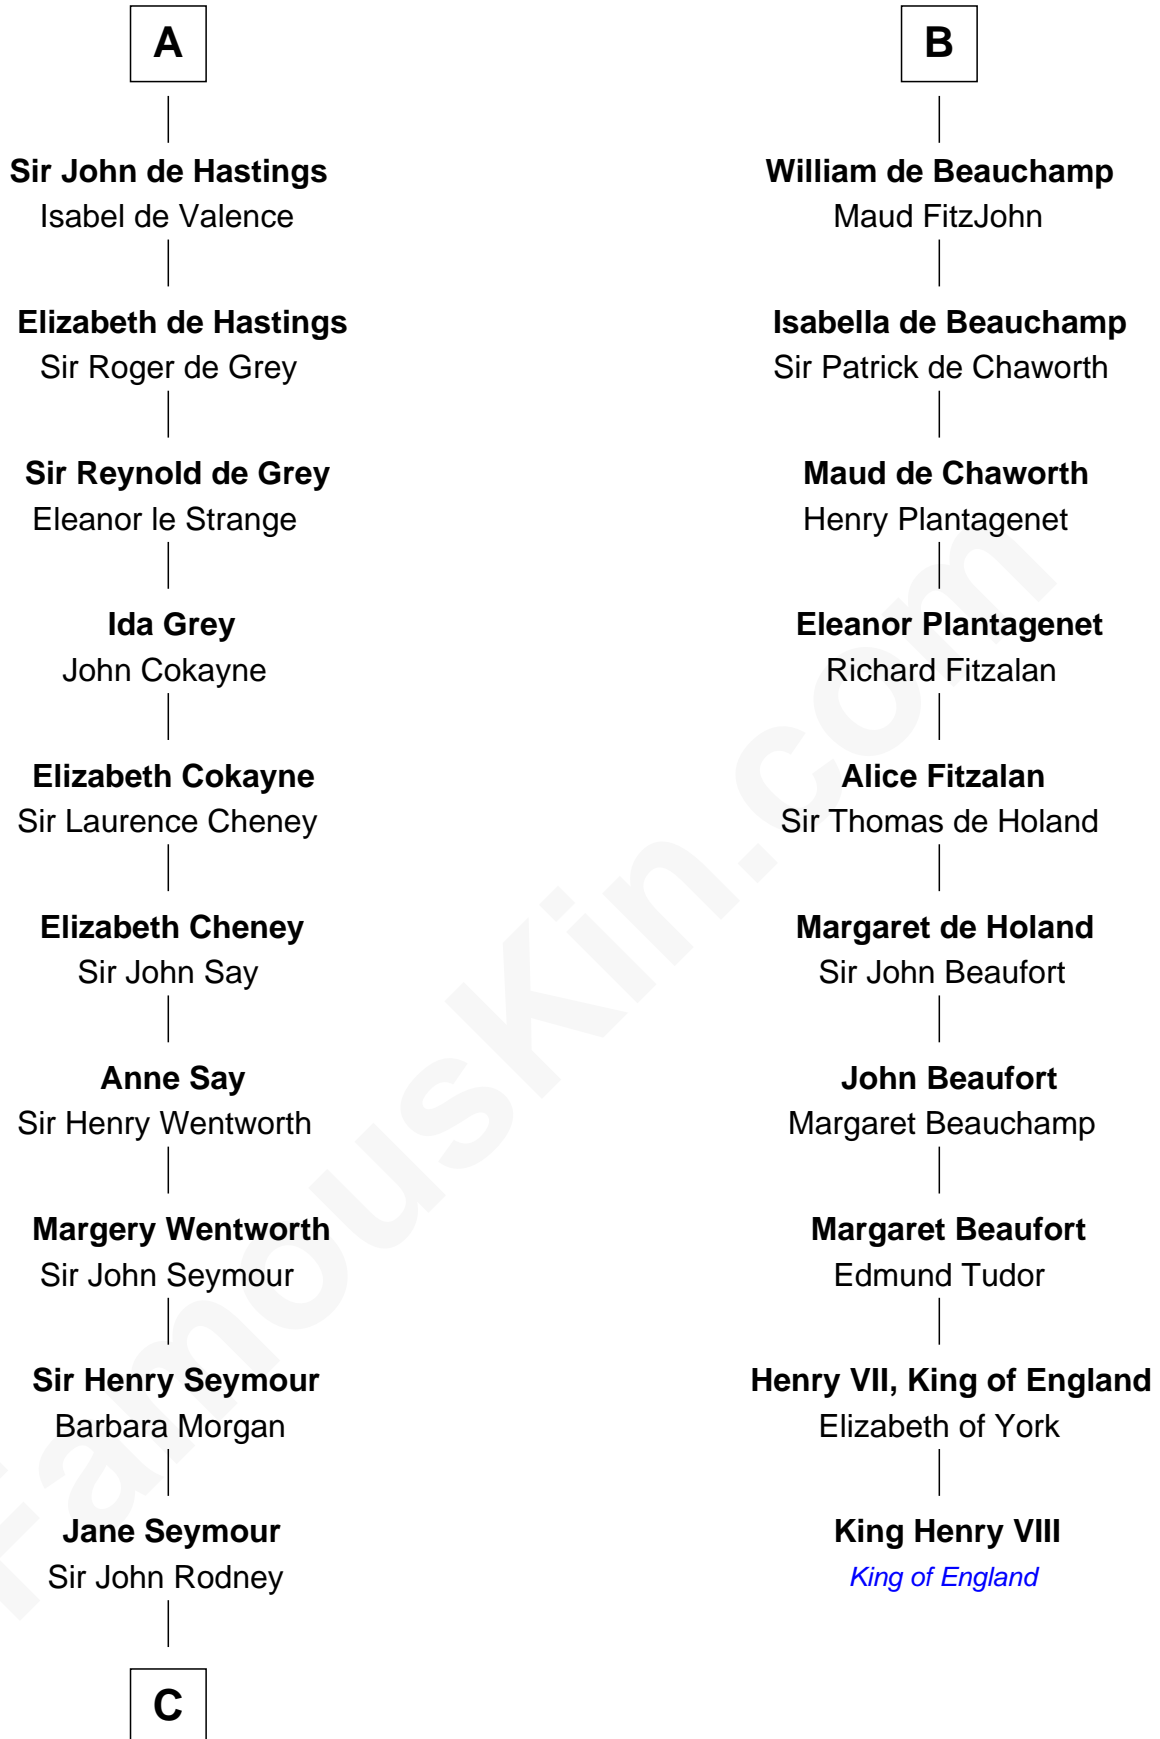 A
Sir John de Hastings
Isabel de Valence
Elizabeth de Hastings
Sir Roger de Grey
Sir Reynold de Grey
Eleanor le Strange
Ida Grey
John Cokayne
Elizabeth Cokayne
Sir Laurence Cheney
Elizabeth Cheney
Sir John Say
Anne Say
Sir Henry Wentworth
Margery Wentworth
Sir John Seymour
Sir Henry Seymour
Barbara Morgan
Jane Seymour
Sir John Rodney
C
B
William de Beauchamp
Maud FitzJohn
Isabella de Beauchamp
Sir Patrick de Chaworth
Maud de Chaworth
Henry Plantagenet
Eleanor Plantagenet
Richard Fitzalan
Alice Fitzalan
Sir Thomas de Holand
Margaret de Holand
Sir John Beaufort
John Beaufort
Margaret Beauchamp
Margaret Beaufort
Edmund Tudor
Henry VII, King of England
Elizabeth of York
King Henry VIII
King of England
FamousKin.com